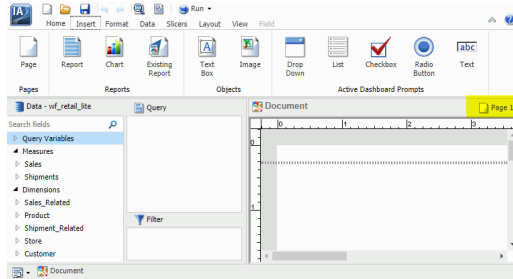 Run
Home Insert Format Data Slicers Layout View Field
Page Report Chart Existing Report Text Box Image Drop Down List Checkbox Radio Button Text
Pages Reports Objects Active Dashboard Prompts
Data - wf_retail_lite
Query
Document
Page 1
Search fields
0 1 2 3
Query Variables
Measures
0
Sales
Shipments
Dimensions
Sales_Related
1
Product
Filter
Shipment_Related
Store
Customer
Document